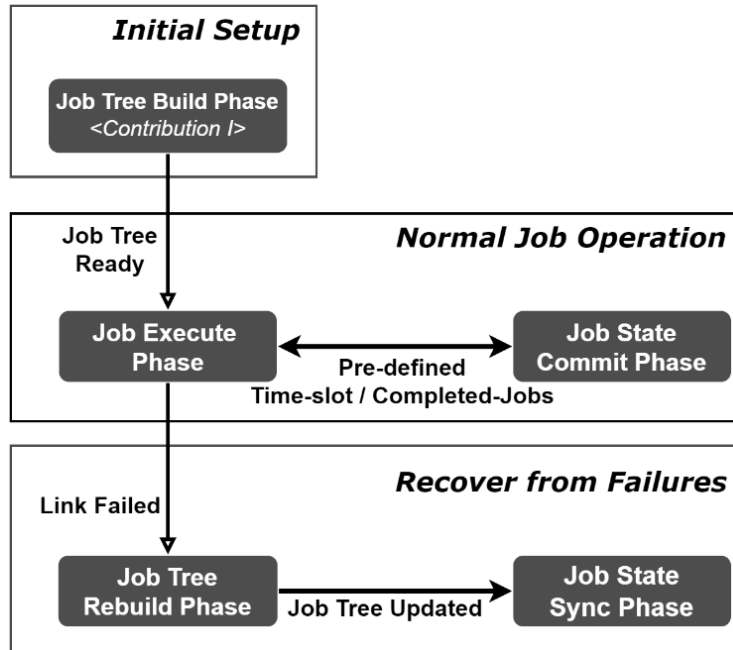 Initial Setup
Job Tree Build Phase
<Contribution I>
Job Tree
Ready
Normal Job Operation
Job Execute
Phase
Pre-defined
Time-slot / Completed-Jobs
Job State
Commit Phase
Recover from Failures
Link Failed
Job Tree
Rebuild Phase
Job Tree Updated
Job State
Sync Phase